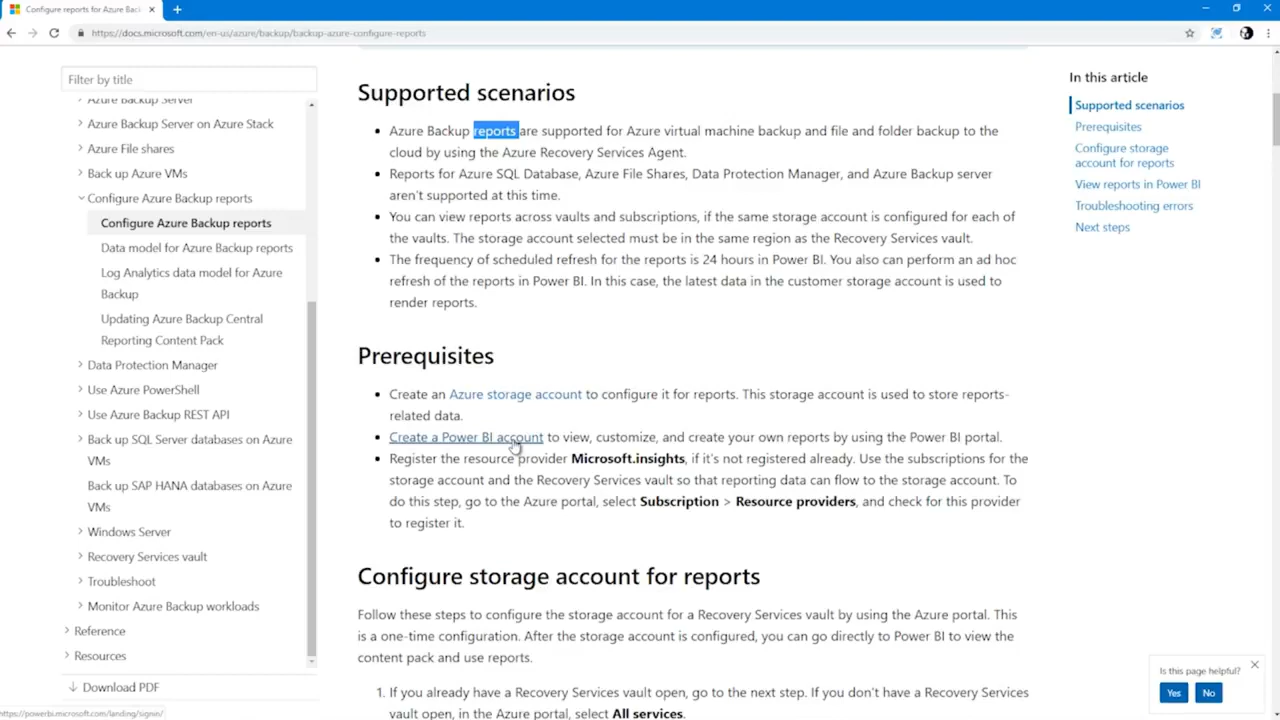 Configure reports for Azure Bac
https://docs.microsoft.com/en-us/azure/backup/backup-azure-configure-reports
Filter by title
Azure Backup Server
Azure Backup Server on Azure Stack
Azure File shares
Back up Azure VMs
Configure Azure Backup reports
Configure Azure Backup reports
Data model for Azure Backup reports
Log Analytics data model for Azure
Backup
Updating Azure Backup Central
Reporting Content Pack
Data Protection Manager
Use Azure PowerShell
Use Azure Backup REST API
Back up SQL Server databases on Azure
VMs
Back up SAP HANA databases on Azure
VMs
Windows Server
Recovery Services vault
Troubleshoot
Monitor Azure Backup workloads
Reference
Resources
Download PDF
https://powerbi.microsoft.com/landing/signin/
Supported scenarios
• Azure Backup reports are supported for Azure virtual machine backup and file and folder backup to the
cloud by using the Azure Recovery Services Agent.
• Reports for Azure SQL Database, Azure File Shares, Data Protection Manager, and Azure Backup server
aren't supported at this time.
• You can view reports across vaults and subscriptions, if the same storage account is configured for each of
the vaults. The storage account selected must be in the same region as the Recovery Services vault.
• The frequency of scheduled refresh for the reports is 24 hours in Power BI. You also can perform an ad hoc
refresh of the reports in Power BI. In this case, the latest data in the customer storage account is used to
render reports.
Prerequisites
• Create an Azure storage account to configure it for reports. This storage account is used to store reports-
related data.
• Create a Power BI account to view, customize, and create your own reports by using the Power BI portal.
• Register the resource provider Microsoft.insights, if it's not registered already. Use the subscriptions for the
storage account and the Recovery Services vault so that reporting data can flow to the storage account. To
do this step, go to the Azure portal, select Subscription > Resource providers, and check for this provider
to register it.
Configure storage account for reports
Follow these steps to configure the storage account for a Recovery Services vault by using the Azure portal. This
is a one-time configuration. After the storage account is configured, you can go directly to Power BI to view the
content pack and use reports.
1. If you already have a Recovery Services vault open, go to the next step. If you don't have a Recovery Services
vault open, in the Azure portal, select All services.
In this article
Supported scenarios
Prerequisites
Configure storage
account for reports
View reports in Power BI
Troubleshooting errors
Next steps
Is this page helpful?
Yes
No